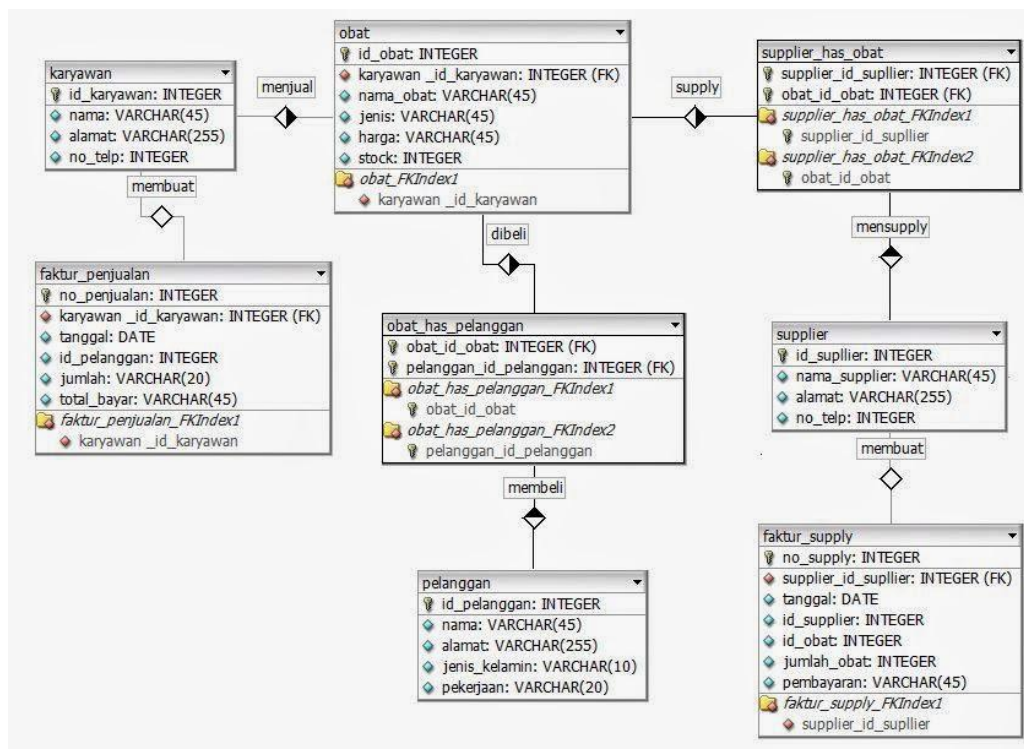 karyawan
id_karyawan: INTEGER
nama: VARCHAR(45)
alamat: VARCHAR(255)
no_telp: INTEGER
menjual
obat
id_obat: INTEGER
karyawan _id_karyawan: INTEGER (FK)
nama_obat: VARCHAR(45)
jenis: VARCHAR(45)
harga: VARCHAR(45)
stock: INTEGER
obat_FKIndex1
karyawan _id_karyawan
supply
supplier_has_obat
supplier_id_supllier: INTEGER (FK)
obat_id_obat: INTEGER (FK)
supplier_has_obat_FKIndex1
supplier_id_supllier
supplier_has_obat_FKIndex2
obat_id_obat
membuat
dibeli
mensupply
faktur_penjualan
no_penjualan: INTEGER
karyawan _id_karyawan: INTEGER (FK)
tanggal: DATE
id_pelanggan: INTEGER
jumlah: VARCHAR(20)
total_bayar: VARCHAR(45)
faktur_penjualan_FKIndex1
karyawan _id_karyawan
obat_has_pelanggan
obat_id_obat: INTEGER (FK)
pelanggan_id_pelanggan: INTEGER (FK)
obat_has_pelanggan_FKIndex1
obat_id_obat
obat_has_pelanggan_FKIndex2
pelanggan_id_pelanggan
supplier
id_supllier: INTEGER
nama_supplier: VARCHAR(45)
alamat: VARCHAR(255)
no_telp: INTEGER
membeli
membuat
pelanggan
id_pelanggan: INTEGER
nama: VARCHAR(45)
alamat: VARCHAR(255)
jenis_kelamin: VARCHAR(10)
pekerjaan: VARCHAR(20)
faktur_supply
no_supply: INTEGER
supplier_id_supllier: INTEGER (FK)
tanggal: DATE
id_supplier: INTEGER
id_obat: INTEGER
jumlah_obat: INTEGER
pembayaran: VARCHAR(45)
faktur_supply_FKIndex1
supplier_id_supllier